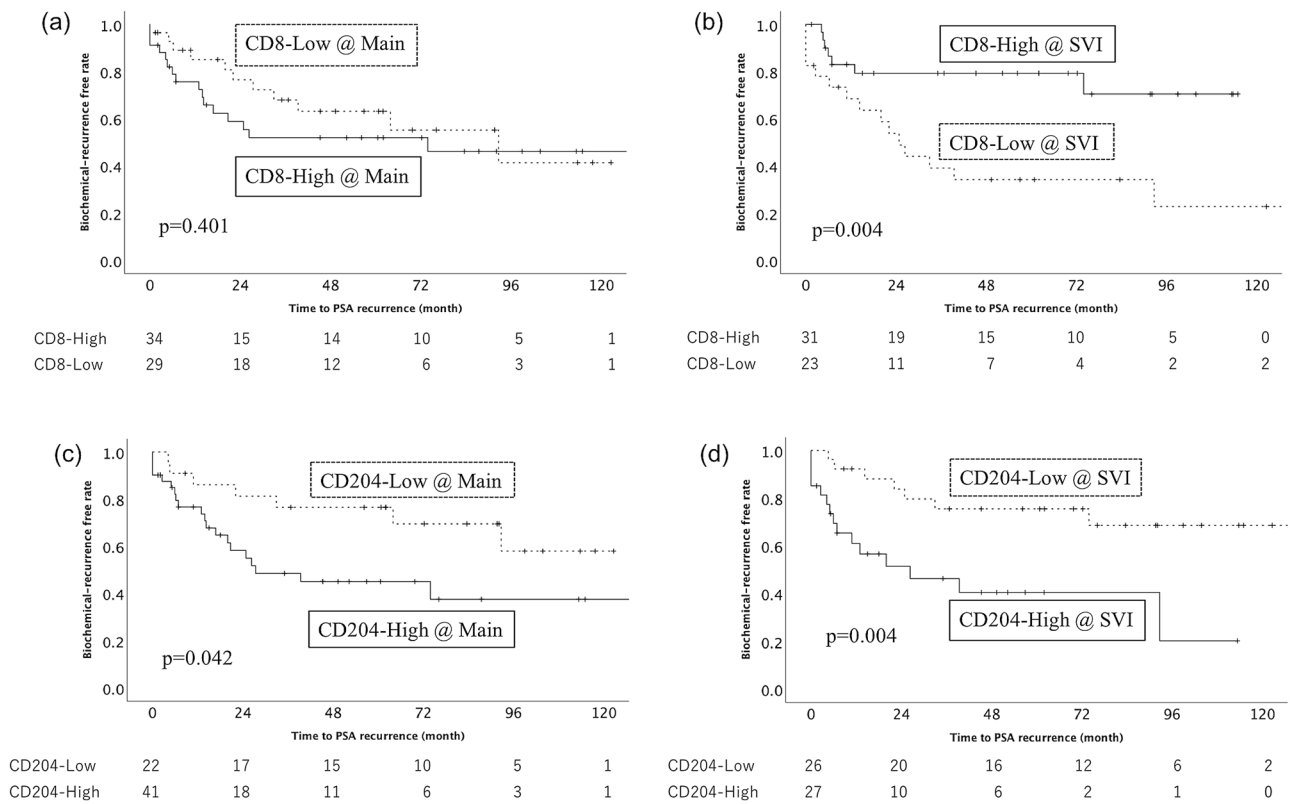 (a)
1.0
0.8
0.6
0.4
0.2
0.0
Biochemical-recurrence free rate
CD8-Low @ Main
CD8-High @ Main
p=0.401
0 24 48 72 96 120
Time to PSA recurrence (month)
CD8-High 34 15 14 10 5 1
CD8-Low 29 18 12 6 3 1
(b)
1.0
0.8
0.6
0.4
0.2
0.0
Biochemical-recurrence free rate
CD8-High @ SVI
CD8-Low @ SVI
p=0.004
0 24 48 72 96 120
Time to PSA recurrence (month)
CD8-High 31 19 15 10 5 0
CD8-Low 23 11 7 4 2 2
(c)
1.0
0.8
0.6
0.4
0.2
0.0
Biochemical-recurrence free rate
CD204-Low @ Main
CD204-High @ Main
p=0.042
0 24 48 72 96 120
Time to PSA recurrence (month)
CD204-Low 22 17 15 10 5 1
CD204-High 41 18 11 6 3 1
(d)
1.0
0.8
0.6
0.4
0.2
0.0
Biochemical-recurrence free rate
CD204-Low @ SVI
CD204-High @ SVI
p=0.004
0 24 48 72 96 120
Time to PSA recurrence (month)
CD204-Low 26 20 16 12 6 2
CD204-High 27 10 6 2 1 0